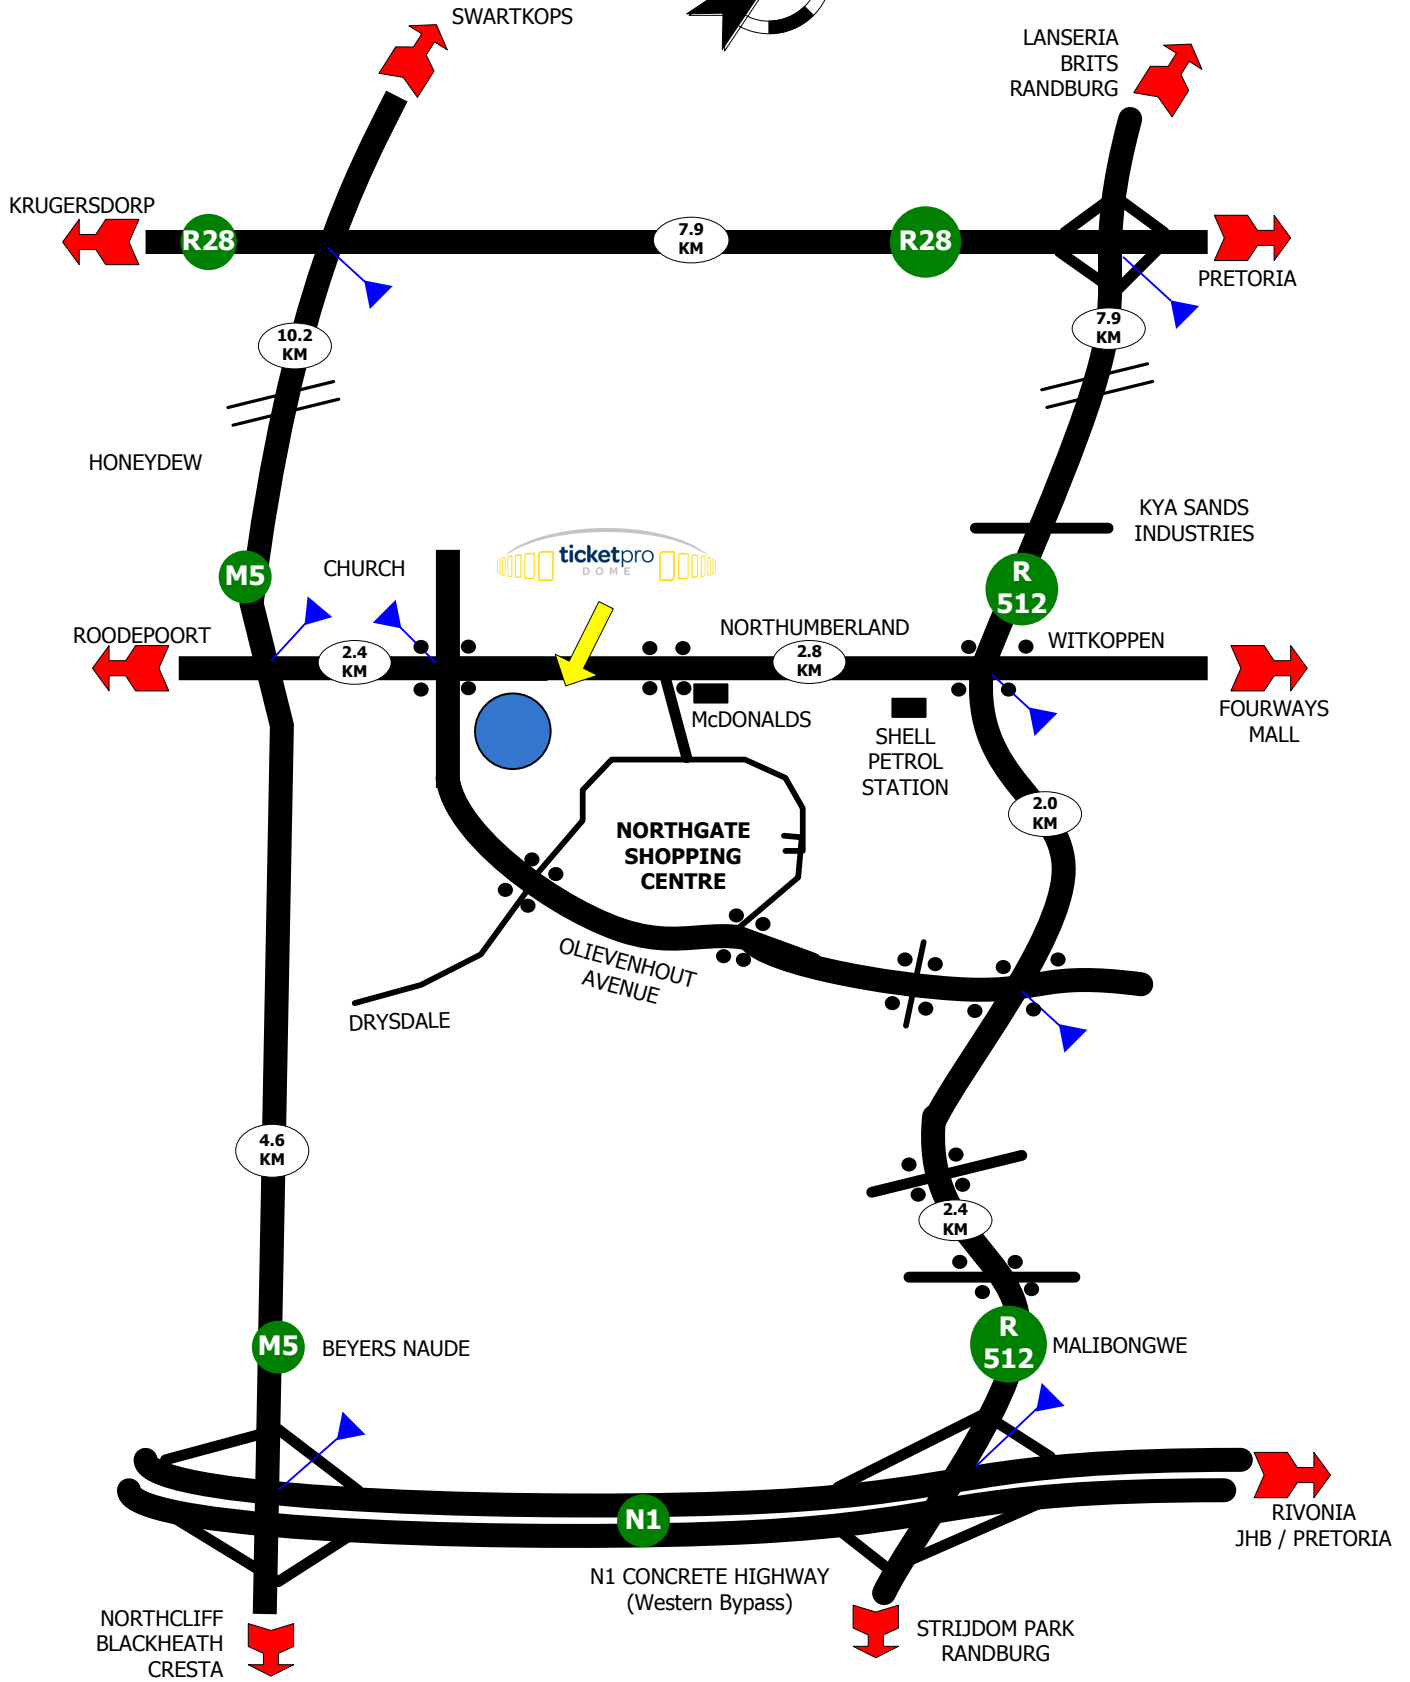 SWARTKOPS
LANSERIA
BRITS
RANDBURG
KRUGERSDORP
R28
7.9
KM
R28
PRETORIA
10.2
KM
7.9
KM
HONEYDEW
KYA SANDS
INDUSTRIES
ticketpro
DOME
M5
CHURCH
R
512
ROODEPOORT
2.4
KM
NORTHUMBERLAND
2.8
KM
WITKOPPEN
McDONALDS
SHELL
PETROL
STATION
FOURWAYS
MALL
2.0
KM
NORTHGATE
SHOPPING
CENTRE
OLIEVENHOUT
AVENUE
DRYSDALE
4.6
KM
2.4
KM
M5
BEYERS NAUDE
R
512
MALIBONGWE
N1
RIVONIA
JHB / PRETORIA
N1 CONCRETE HIGHWAY
(Western Bypass)
NORTHCLIFF
BLACKHEATH
CRESTA
STRIJDOM PARK
RANDBURG